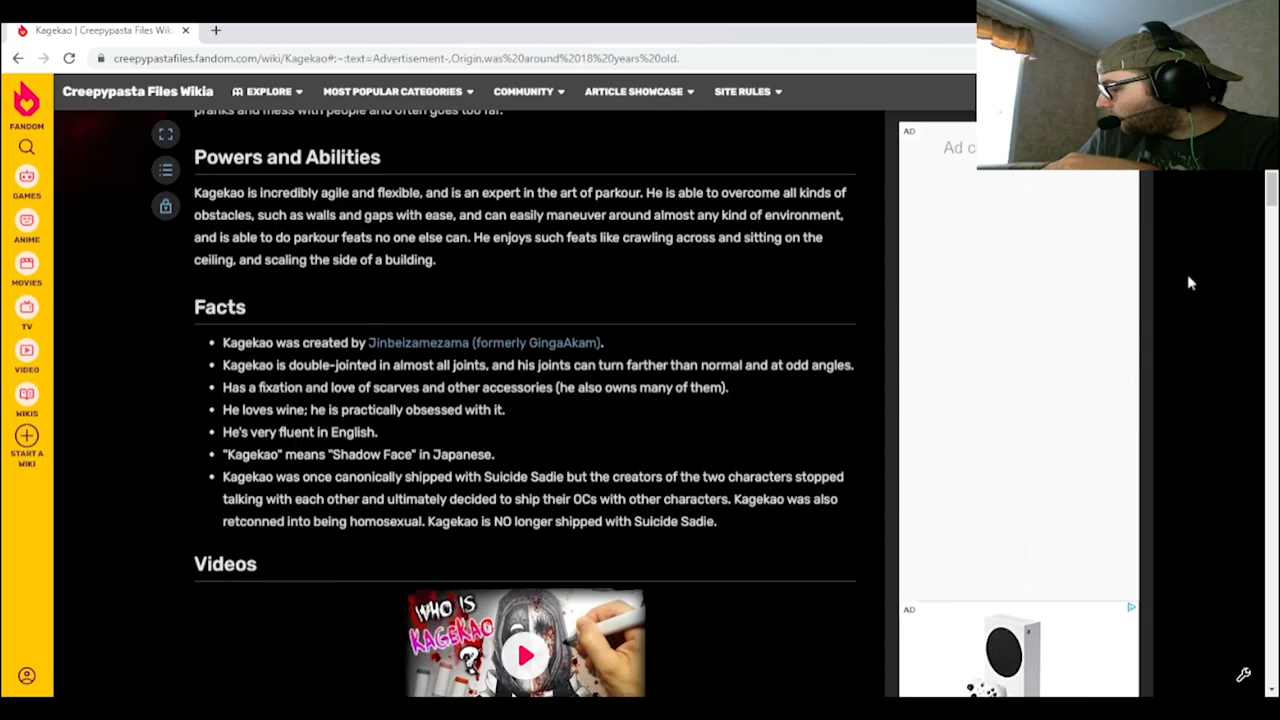 Kagekao | Creepypasta Files Wik
creepypastafiles.fandom.com/wiki/Kagekao#:~:text=Advertisement-,Origin,was%20around%2018%20years%20old.
FANDOM
GAMES
ANIME
MOVIES
TV
VIDEO
WIKIS
START A
WIKI
Creepypasta Files Wikia
EXPLORE
MOST POPULAR CATEGORIES
COMMUNITY
ARTICLE SHOWCASE
SITE RULES
pranks and mess with people and often goes too far.
Powers and Abilities
Kagekao is incredibly agile and flexible, and is an expert in the art of parkour. He is able to overcome all kinds of
obstacles, such as walls and gaps with ease, and can easily maneuver around almost any kind of environment,
and is able to do parkour feats no one else can. He enjoys such feats like crawling across and sitting on the
ceiling, and scaling the side of a building.
Facts
• Kagekao was created by Jinbeizamezama (formerly GingaAkam).
• Kagekao is double-jointed in almost all joints, and his joints can turn farther than normal and at odd angles.
• Has a fixation and love of scarves and other accessories (he also owns many of them).
• He loves wine; he is practically obsessed with it.
• He's very fluent in English.
• "Kagekao" means "Shadow Face" in Japanese.
• Kagekao was once canonically shipped with Suicide Sadie but the creators of the two characters stopped
talking with each other and ultimately decided to ship their OCs with other characters. Kagekao was also
retconned into being homosexual. Kagekao is NO longer shipped with Suicide Sadie.
Videos
WHO IS
KAGEKAO
?
AD
Ad c
AD